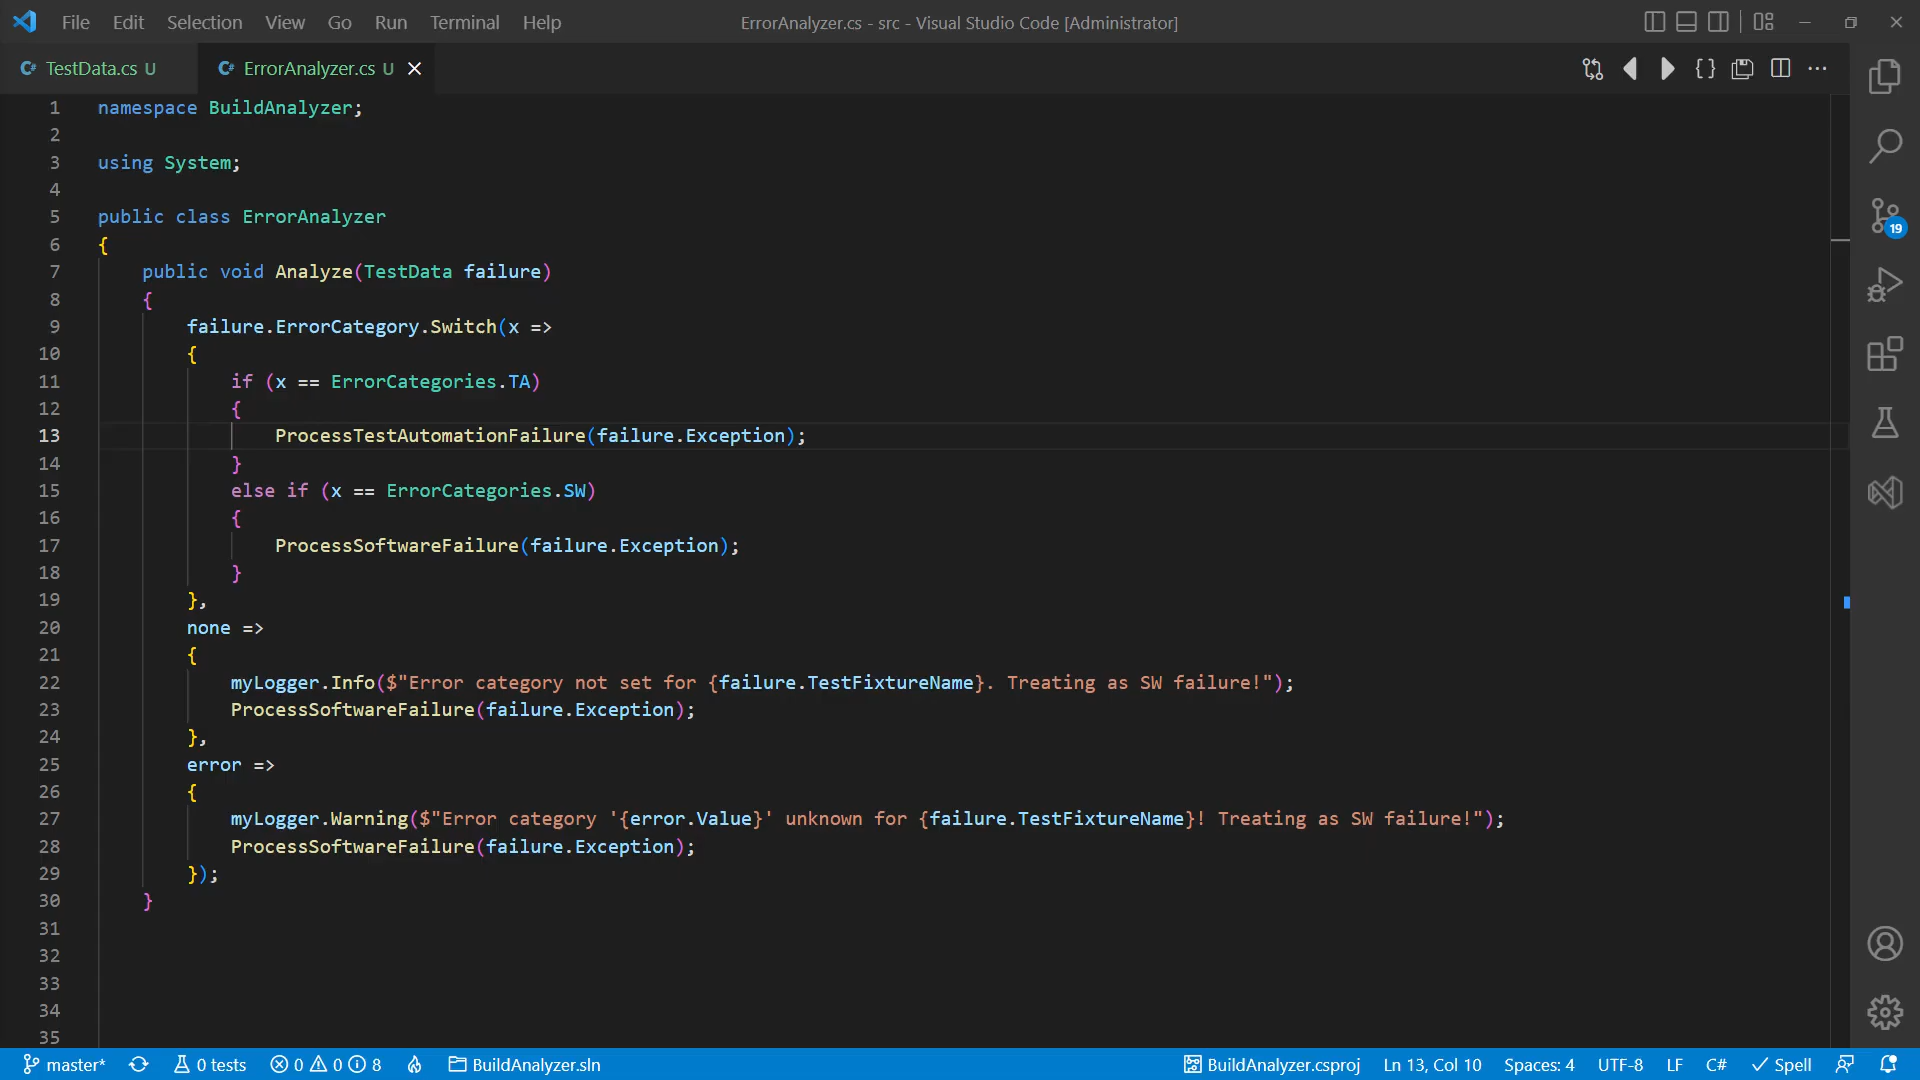 File Edit Selection View Go Run Terminal Help ErrorAnalyzer.cs - src - Visual Studio Code [Administrator]
C# TestData.cs U C# ErrorAnalyzer.cs U
1 namespace BuildAnalyzer;
2
3 using System;
4
5 public class ErrorAnalyzer
6 {
7     public void Analyze(TestData failure)
8     {
9         failure.ErrorCategory.Switch(x =>
10         {
11             if (x == ErrorCategories.TA)
12             {
13                 ProcessTestAutomationFailure(failure.Exception);
14             }
15             else if (x == ErrorCategories.SW)
16             {
17                 ProcessSoftwareFailure(failure.Exception);
18             }
19         },
20         none =>
21         {
22             myLogger.Info($"Error category not set for {failure.TestFixtureName}. Treating as SW failure!");
23             ProcessSoftwareFailure(failure.Exception);
24         },
25         error =>
26         {
27             myLogger.Warning($"Error category '{error.Value}' unknown for {failure.TestFixtureName}! Treating as SW failure!");
28             ProcessSoftwareFailure(failure.Exception);
29         });
30     }
31
32
33
34
35
19
master* 0 tests 0 0 8 BuildAnalyzer.sln BuildAnalyzer.csproj Ln 13, Col 10 Spaces: 4 UTF-8 LF C# Spell